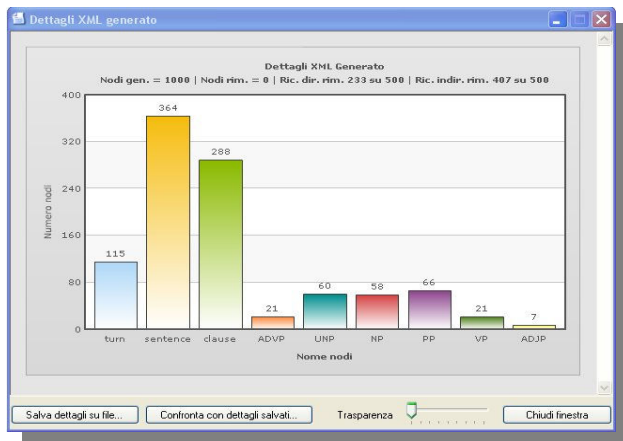 Dettagli XML generato
Dettagli XML Generato
Nodi gen. = 1000 | Nodi rim. = 0 | Ric. dir. rim. 233 su 500 | Ric. indir. rim. 407 su 500
400
320
240
160
80
0
Numero nodi
115
364
288
21
60
58
66
21
7
turn sentence clause ADVP UNP NP PP VP ADJP
Nome nodi
Salva dettagli su file... Confronta con dettagli salvati... Trasparenza Chiudi finestra